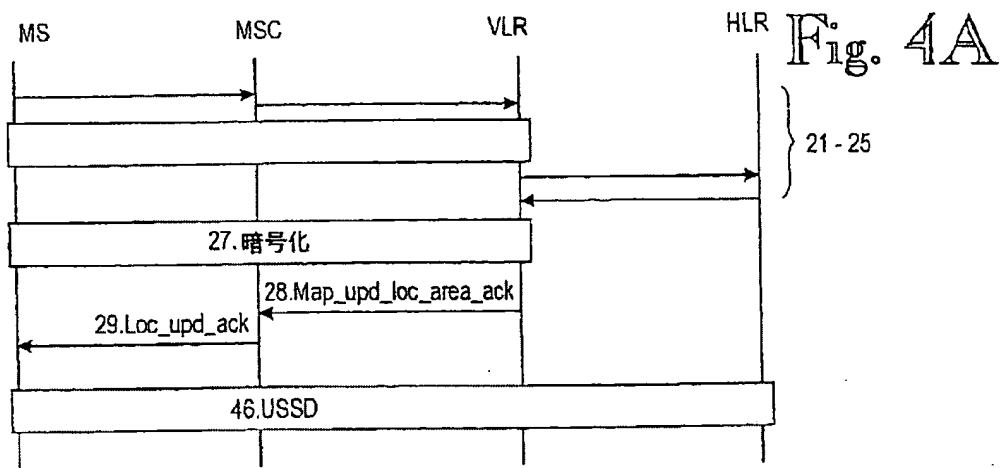 MS
MSC
VLR
HLR
Fig. 4A
21 - 25
27.暗号化
28.Map_upd_loc_area_ack
29.Loc_upd_ack
46.USSD